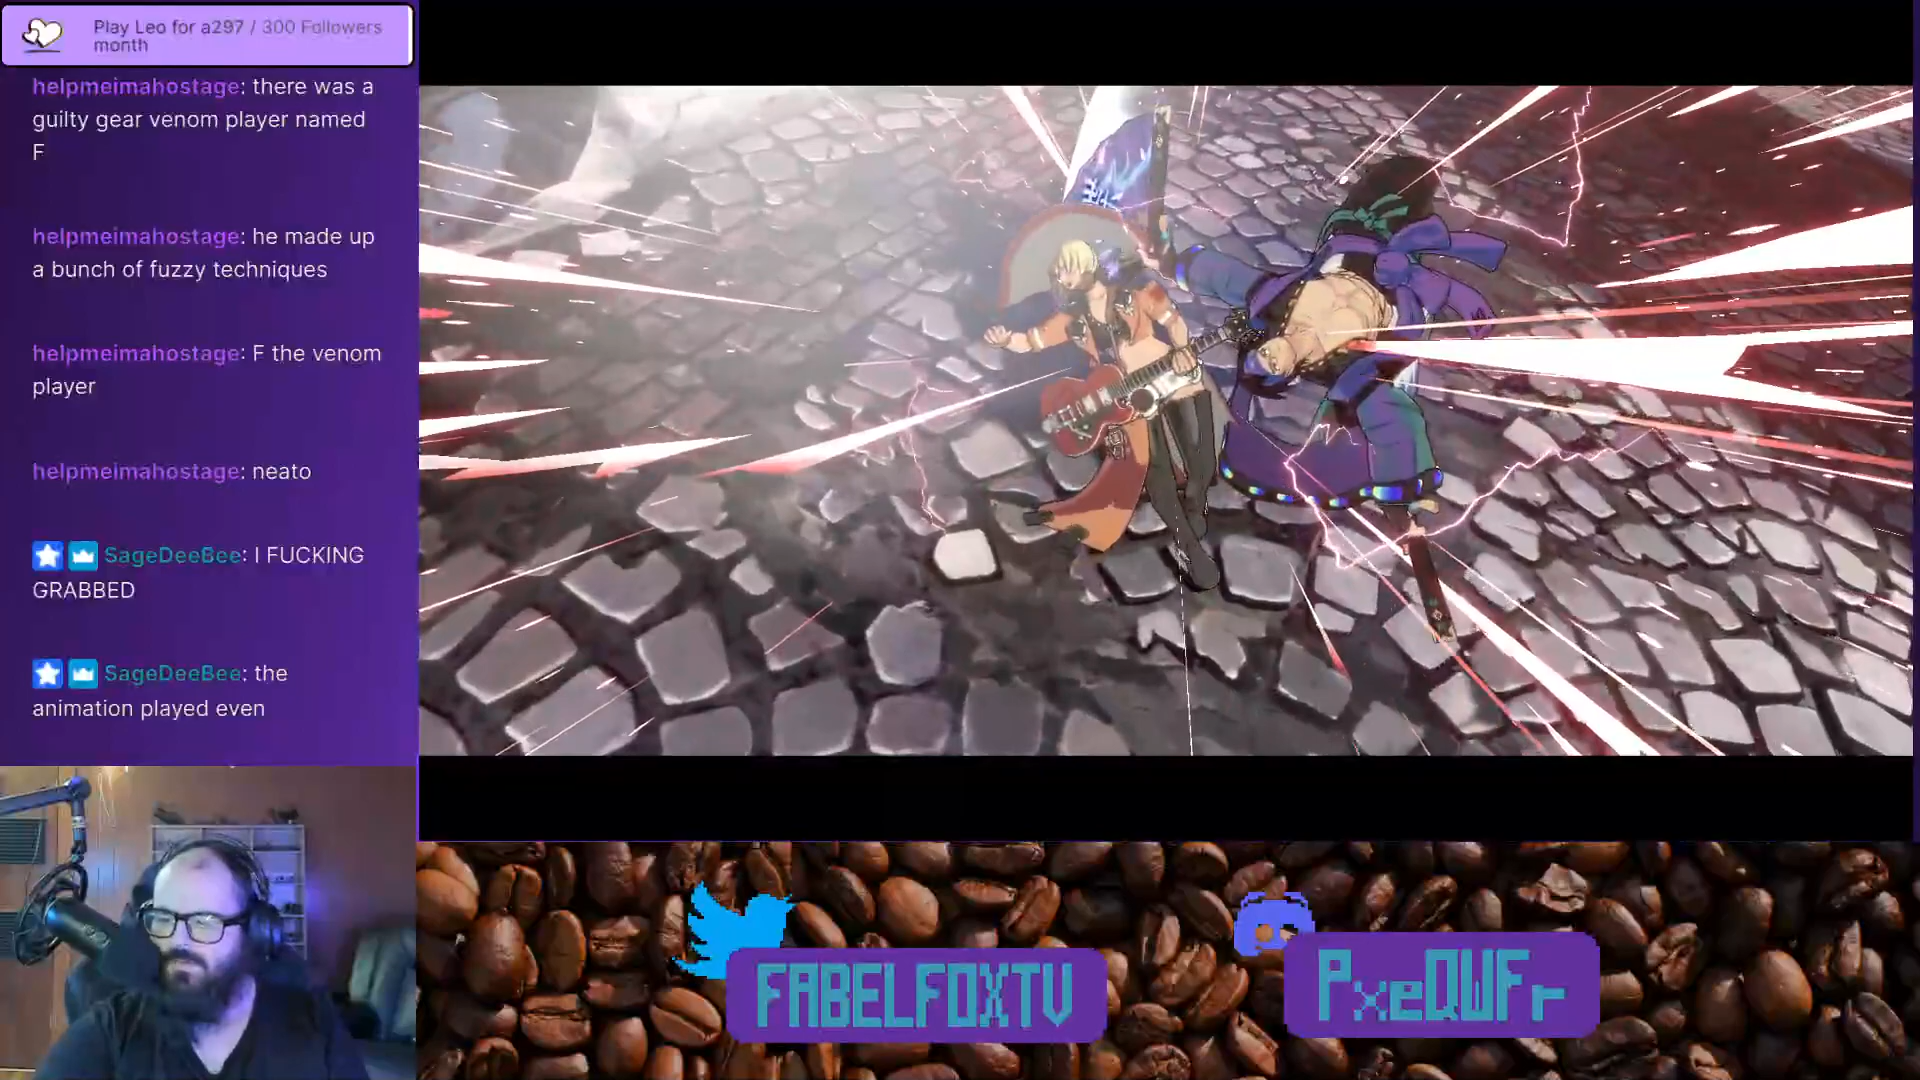 Play Leo for a297 / 300 Followers
month
helpmeimahostage: there was a
guilty gear venom player named
F
helpmeimahostage: he made up
a bunch of fuzzy techniques
helpmeimahostage: F the venom
player
helpmeimahostage: neato
SageDeeBee: I FUCKING
GRABBED
SageDeeBee: the
animation played even
FABELFOXTV
PxeQWFr